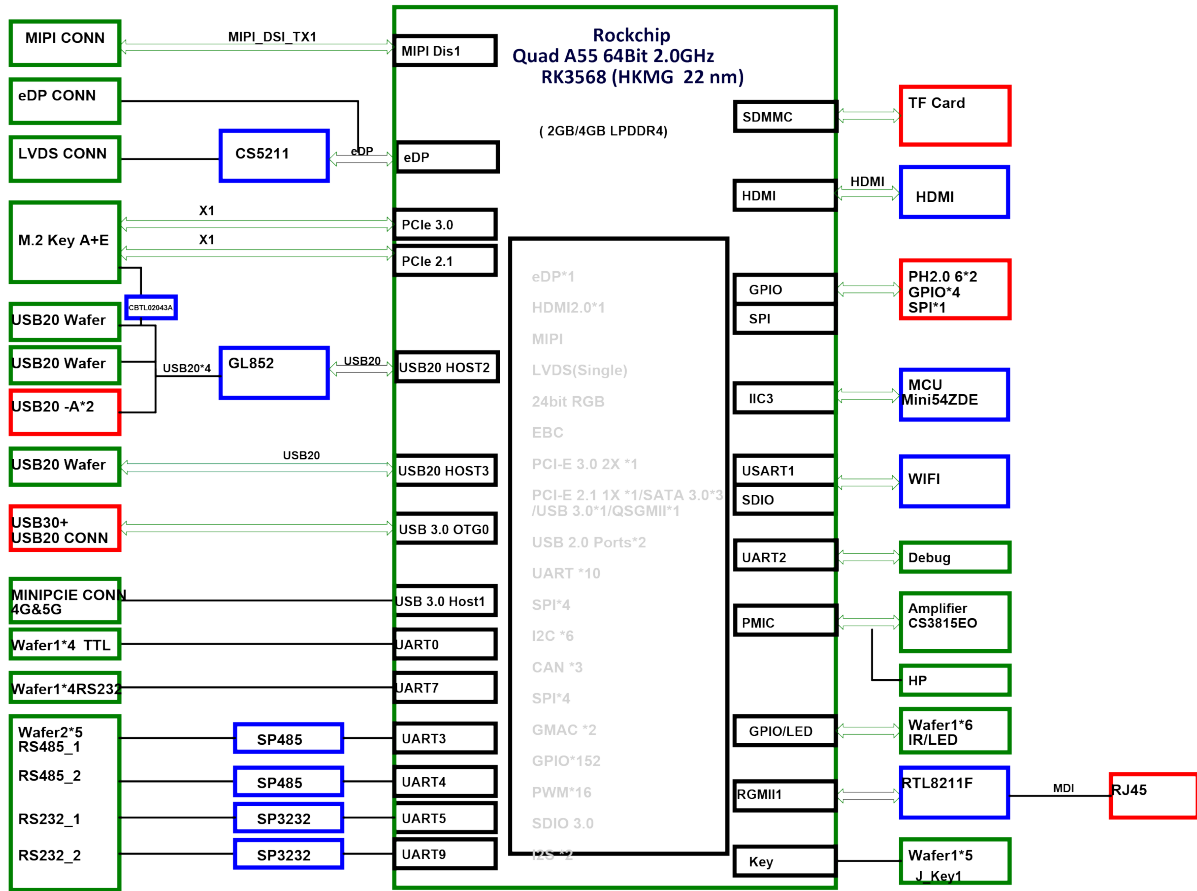 Rockchip
Quad A55 64Bit 2.0GHz
RK3568 (HKMG 22 nm)
( 2GB/4GB LPDDR4)
MIPI CONN
MIPI_DSI_TX1
MIPI Dis1
eDP CONN
LVDS CONN
CS5211
eDP
eDP
M.2 Key A+E
X1
PCIe 3.0
X1
PCIe 2.1
CBTL02043A
USB20 Wafer
USB20 Wafer
USB20 -A*2
USB20*4
GL852
USB20
USB20 HOST2
USB20 Wafer
USB20
USB20 HOST3
USB30+
USB20 CONN
USB 3.0 OTG0
MINIPCIE CONN
4G&5G
USB 3.0 Host1
Wafer1*4 TTL
UART0
Wafer1*4RS232
UART7
Wafer2*5
RS485_1
SP485
UART3
RS485_2
SP485
UART4
RS232_1
SP3232
UART5
RS232_2
SP3232
UART9
eDP*1
HDMI2.0*1
MIPI
LVDS(Single)
24bit RGB
EBC
PCI-E 3.0 2X *1
PCI-E 2.1 1X *1/SATA 3.0*3
/USB 3.0*1/QSGMII*1
USB 2.0 Ports*2
UART *10
SPI*4
I2C *6
CAN *3
SPI*4
GMAC *2
GPIO*152
PWM*16
SDIO 3.0
I2S *2
SDMMC
TF Card
HDMI
HDMI
HDMI
GPIO
SPI
PH2.0 6*2
GPIO*4
SPI*1
IIC3
MCU
Mini54ZDE
USART1
SDIO
WIFI
UART2
Debug
PMIC
Amplifier
CS3815EO
HP
GPIO/LED
Wafer1*6
IR/LED
RGMII1
RTL8211F
MDI
RJ45
Key
Wafer1*5
J_Key1